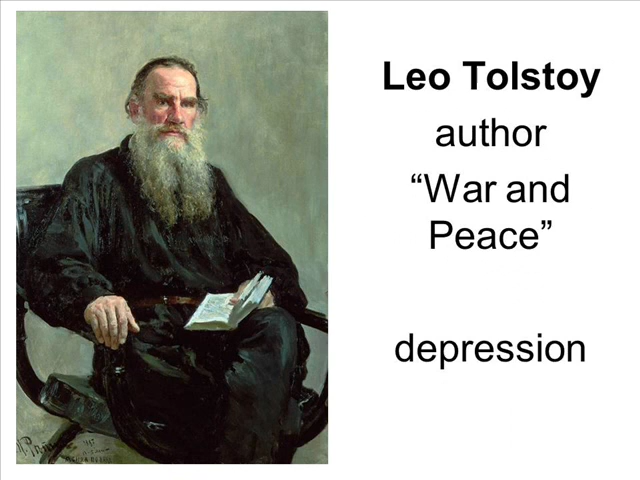 Leo Tolstoy
author
“War and
Peace”
depression